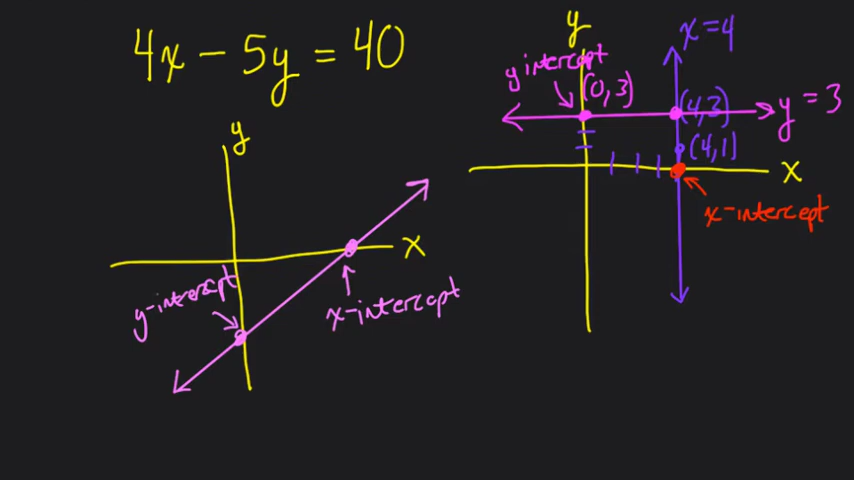 4x - 5y = 40
y
x
y-intercept
x-intercept
y
x=4
y intercept
(0,3)
(4,3)
y = 3
(4,1)
x
x-intercept